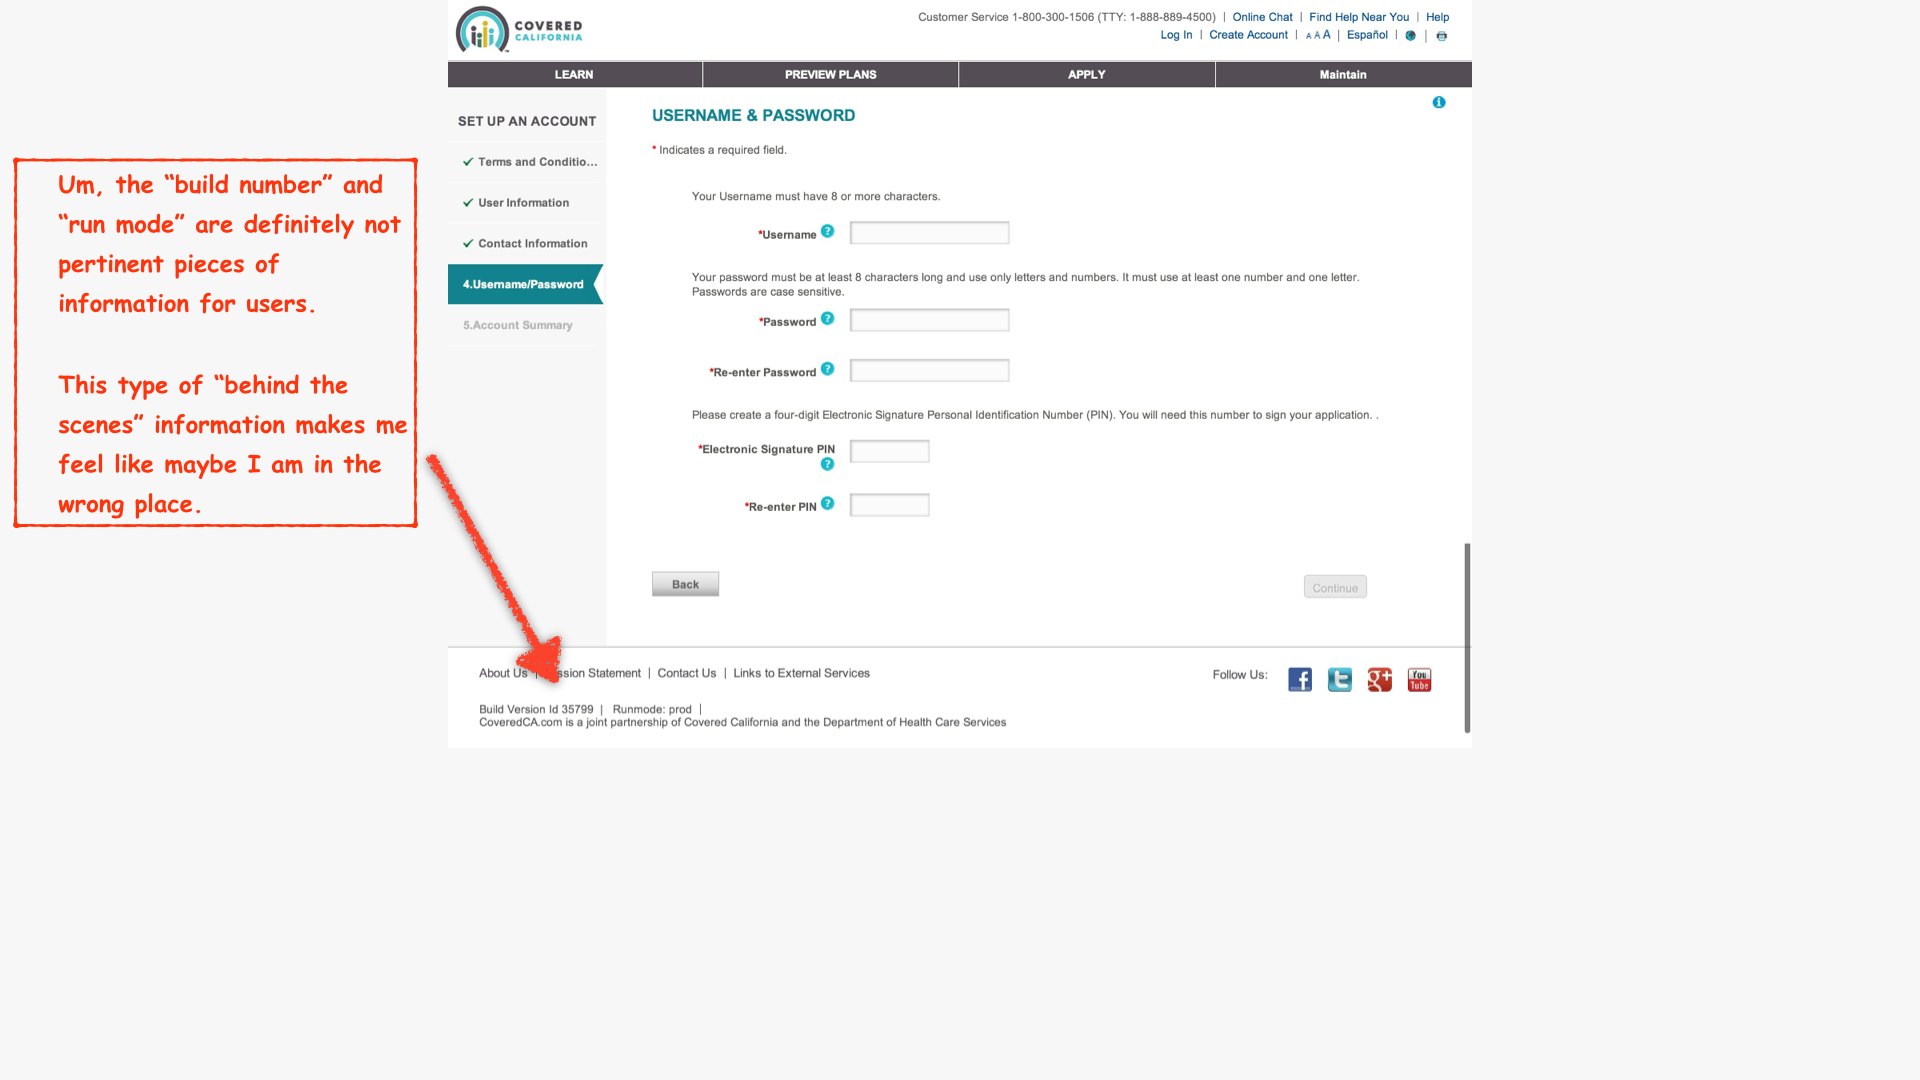 COVERED
CALIFORNIA
Customer Service 1-800-300-1506 (TTY: 1-888-889-4500) | Online Chat | Find Help Near You | Help
Log In | Create Account | A A A | Español | |
LEARN PREVIEW PLANS APPLY Maintain
SET UP AN ACCOUNT
Terms and Conditio...
User Information
Contact Information
4.Username/Password
5.Account Summary
USERNAME & PASSWORD
* Indicates a required field.
Your Username must have 8 or more characters.
*Username ?
Your password must be at least 8 characters long and use only letters and numbers. It must use at least one number and one letter.
Passwords are case sensitive.
*Password ?
*Re-enter Password ?
Please create a four-digit Electronic Signature Personal Identification Number (PIN). You will need this number to sign your application. .
*Electronic Signature PIN
?
*Re-enter PIN ?
Back
Continue
Um, the “build number” and
“run mode” are definitely not
pertinent pieces of
information for users.
This type of “behind the
scenes” information makes me
feel like maybe I am in the
wrong place.
About Us | ssion Statement | Contact Us | Links to External Services
Follow Us: f t g+ You Tube
Build Version Id 35799 | Runmode: prod |
CoveredCA.com is a joint partnership of Covered California and the Department of Health Care Services